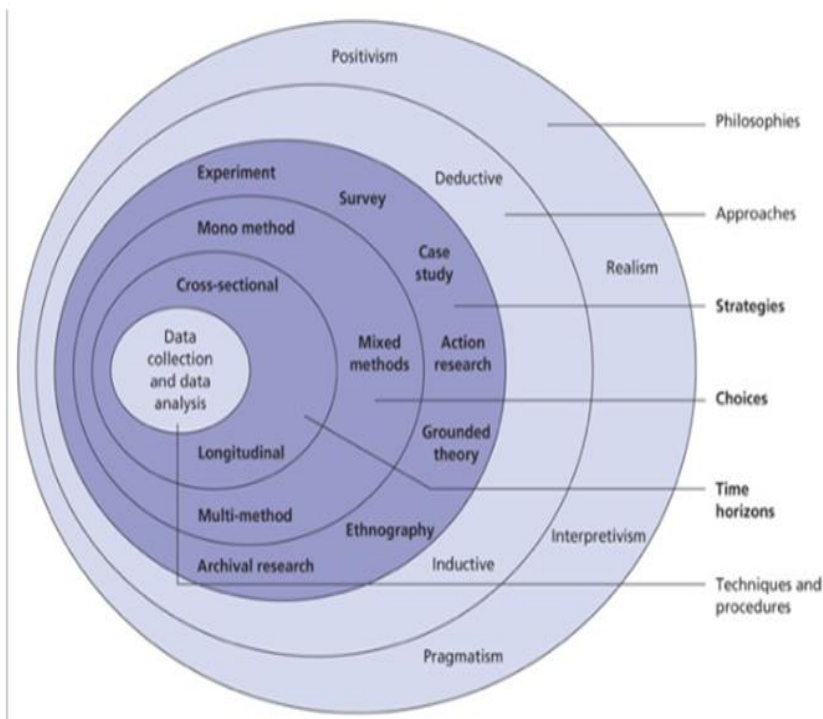 Positivism
Philosophies
Experiment
Deductive
Survey
Approaches
Mono method
Case
study
Realism
Cross-sectional
Strategies
Data
collection
and data
analysis
Mixed
methods
Action
research
Choices
Grounded
theory
Longitudinal
Time
horizons
Multi-method
Ethnography
Interpretivism
Archival research
Inductive
Techniques and
procedures
Pragmatism